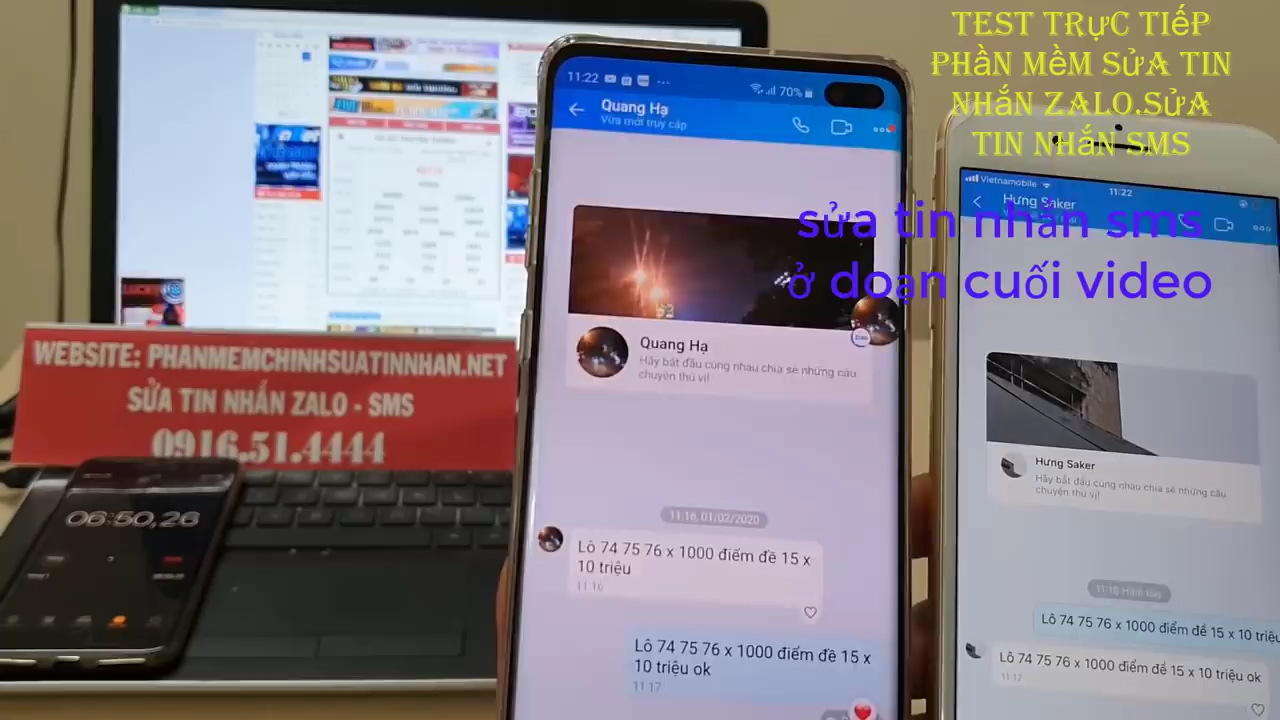 TEST TRỰC TIẾP
PHẦN MỀM SỬA TIN
NHẮN ZALO.SỬA
TIN NHẮN SMS
sửa tin nhắn sms
ở đoạn cuối video
WEBSITE: PHANMEMCHINHSUATINNHAN.NET
SỬA TIN NHẮN ZALO - SMS
0916.51.4444
06:50,26
11:22
70%
Quang Hạ
Vừa mới truy cập
Quang Hạ
Hãy bắt đầu cùng nhau chia sẻ những câu
chuyện thú vị!
11:16, 01/02/2020
Lô 74 75 76 x 1000 điểm đề 15 x
10 triệu
11:16
Lô 74 75 76 x 1000 điểm đề 15 x
10 triệu ok
11:17
Vietnamobile
11:22
Hưng Saker
Hưng Saker
Hãy bắt đầu cùng nhau chia sẻ những câu
chuyện thú vị!
11:16 Hôm nay
Lô 74 75 76 x 1000 điểm đề 15 x 10 triệu
Lô 74 75 76 x 1000 điểm đề 15 x 10 triệu ok
11:17